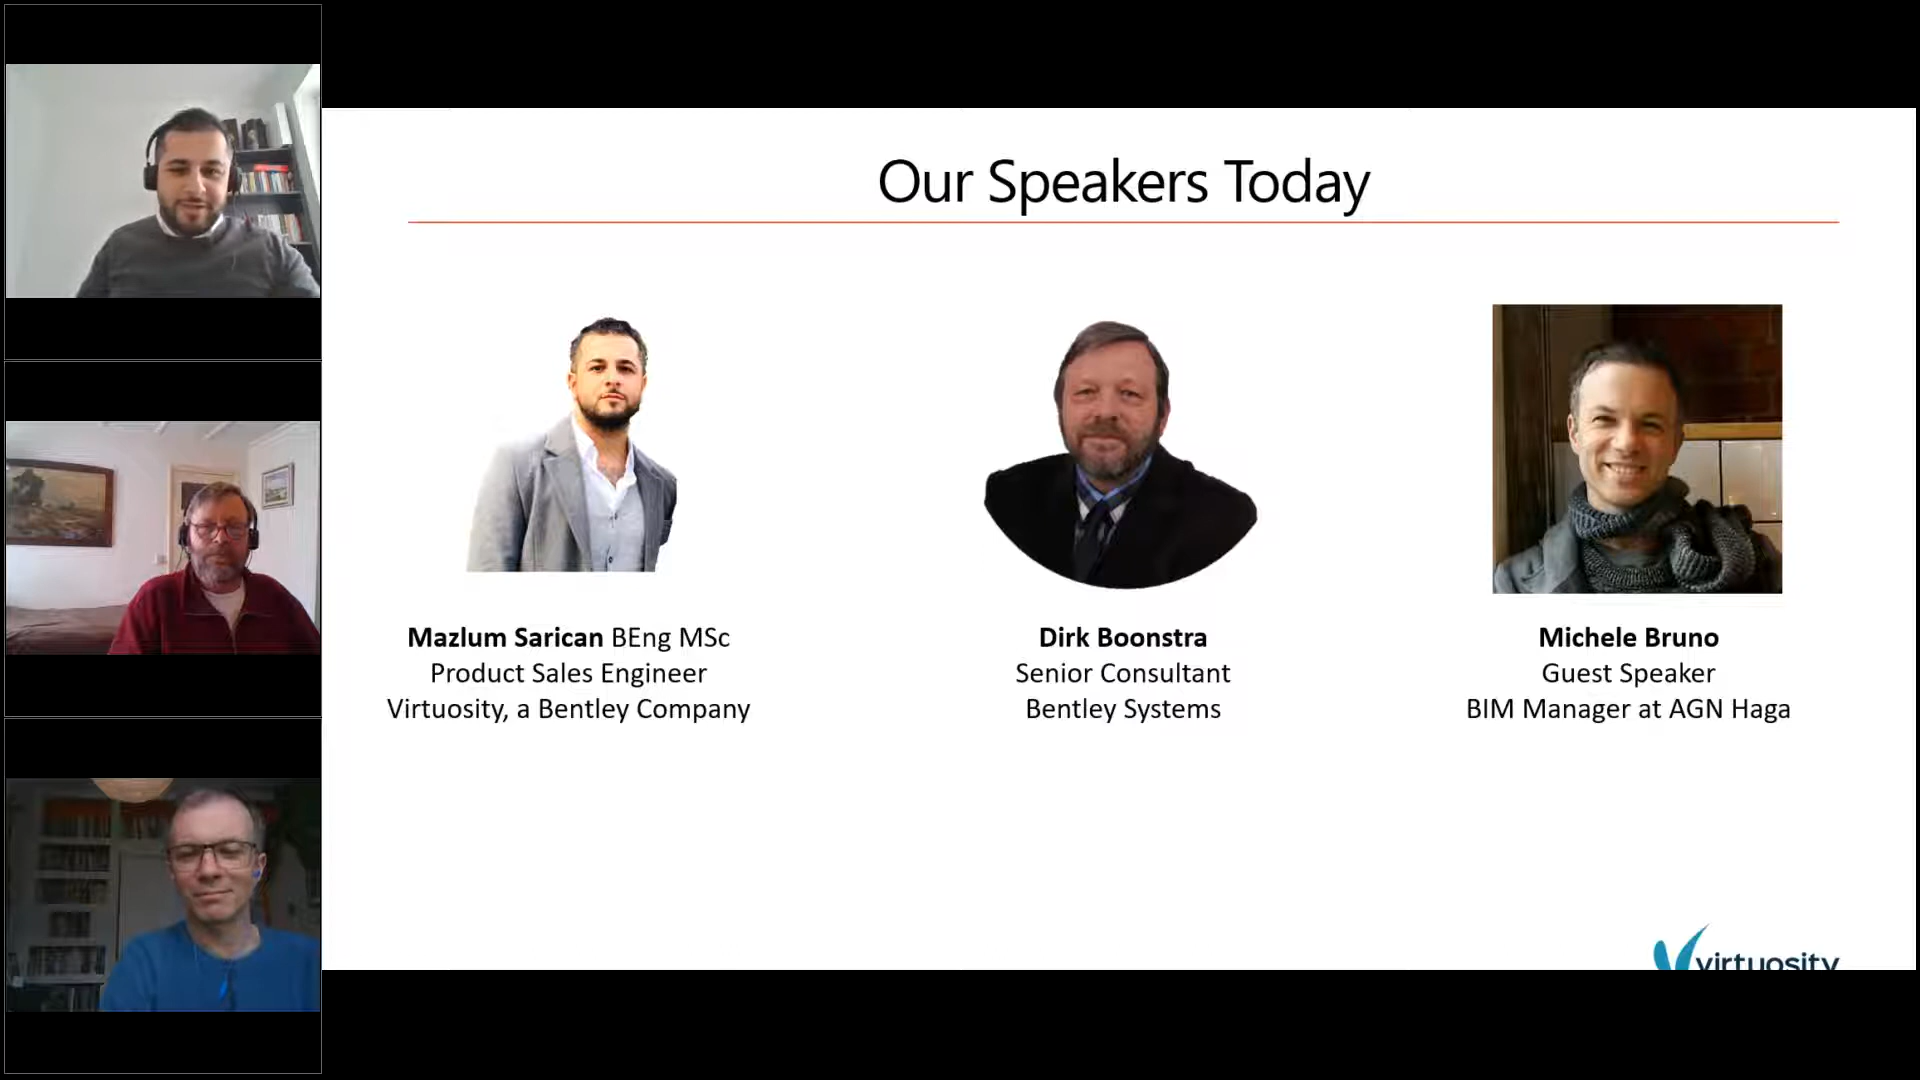 Our Speakers Today
Mazlum Sarican BEng MSc
Product Sales Engineer
Virtuosity, a Bentley Company
Dirk Boonstra
Senior Consultant
Bentley Systems
Michele Bruno
Guest Speaker
BIM Manager at AGN Haga
virtuosity